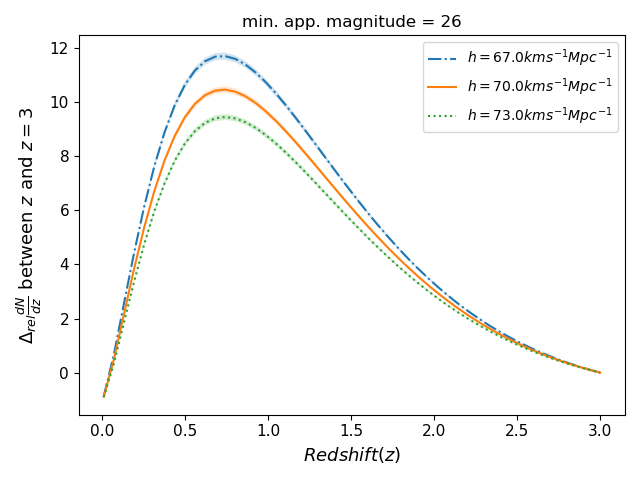 min. app. magnitude = 26
h = 67.0kms⁻¹Mpc⁻¹
h = 70.0kms⁻¹Mpc⁻¹
h = 73.0kms⁻¹Mpc⁻¹
Δ_rel dN/dz between z and z = 3
12
10
8
6
4
2
0
0.0 0.5 1.0 1.5 2.0 2.5 3.0
Redshift(z)